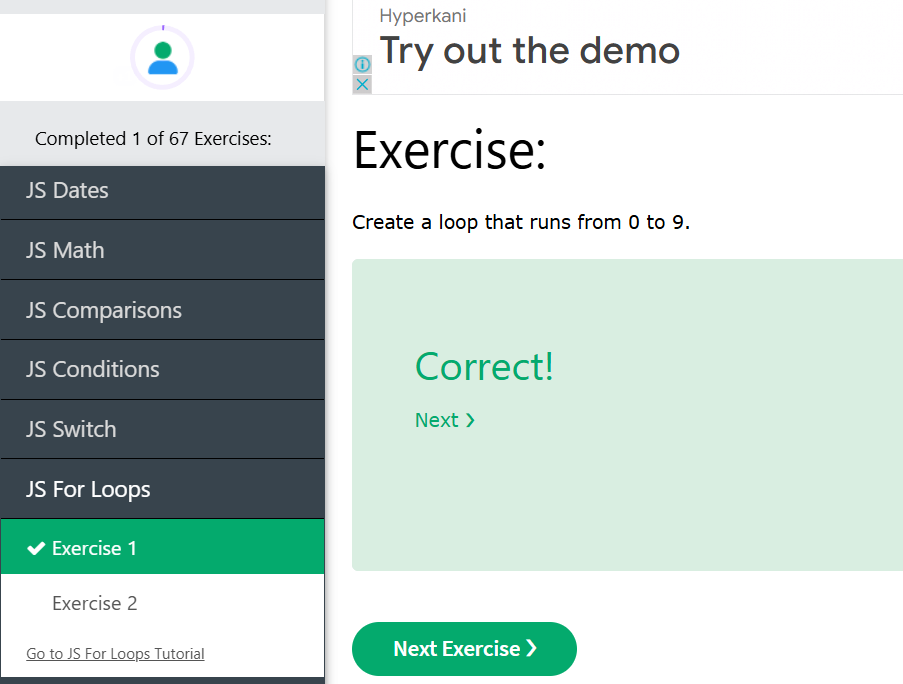 Completed 1 of 67 Exercises:
JS Dates
JS Math
JS Comparisons
JS Conditions
JS Switch
JS For Loops
Exercise 1
Exercise 2
Go to JS For Loops Tutorial
Hyperkani
Try out the demo
Exercise:
Create a loop that runs from 0 to 9.
Correct!
Next ❯
Next Exercise ❯